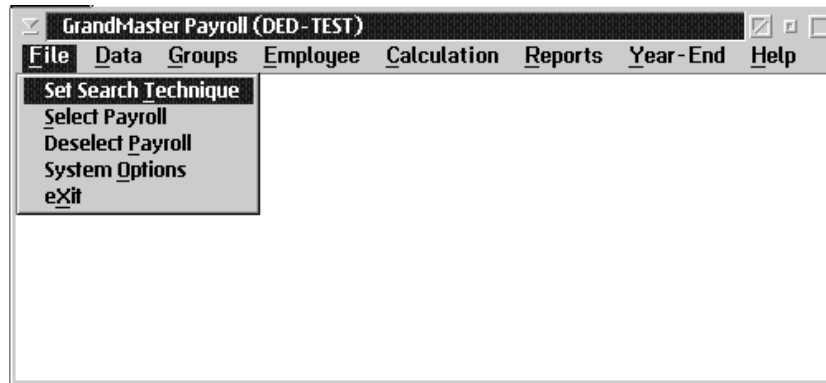 GrandMaster Payroll (DED-TEST)
File Data Groups Employee Calculation Reports Year-End Help
Set Search Technique
Select Payroll
Deselect Payroll
System Options
eXit